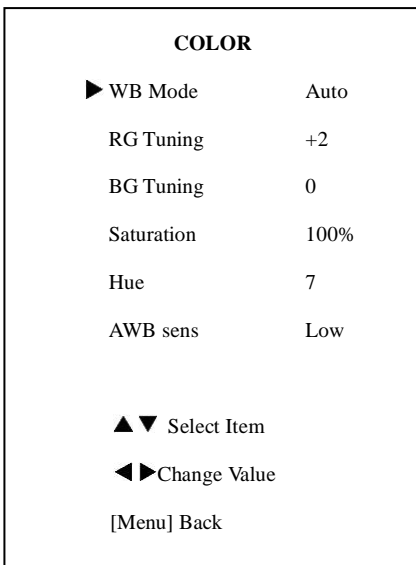 COLOR
▶ WB Mode Auto
RG Tuning +2
BG Tuning 0
Saturation 100%
Hue 7
AWB sens Low
▲ ▼ Select Item
◀ ▶Change Value
[Menu] Back